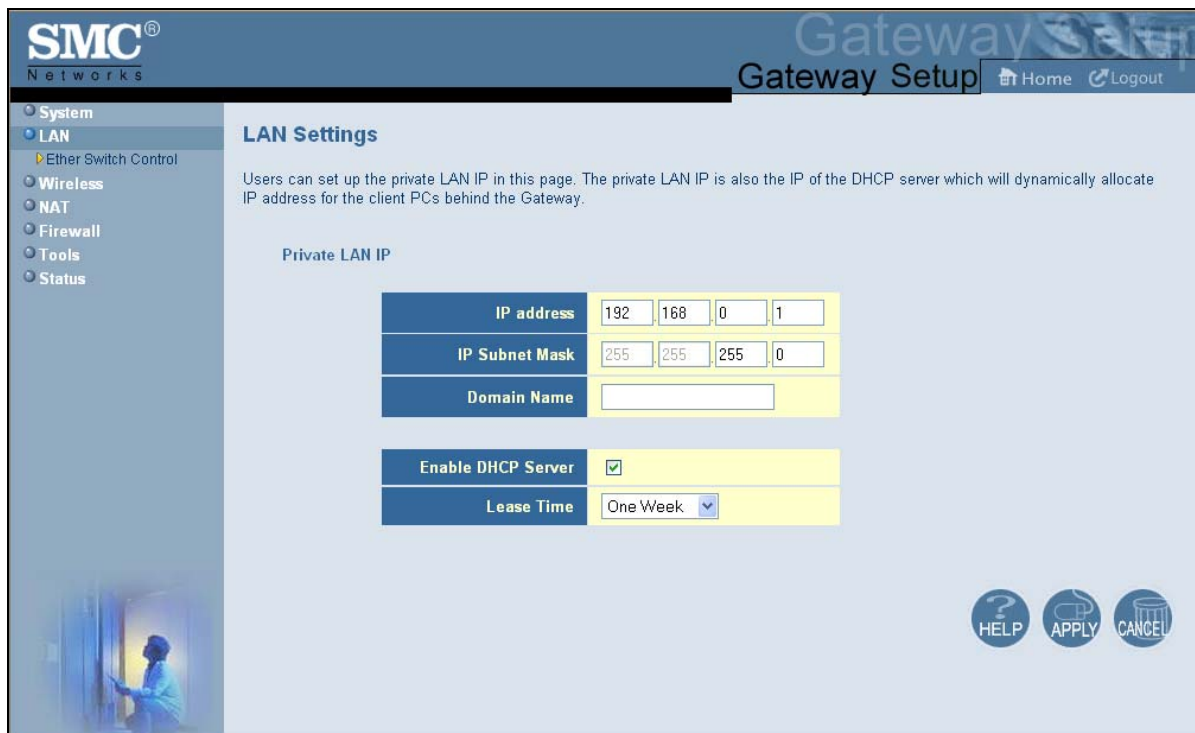 SMC®
Networks
Gateway Setup
Gateway Setup
Home
Logout
System
LAN
Ether Switch Control
Wireless
NAT
Firewall
Tools
Status
LAN Settings
Users can set up the private LAN IP in this page. The private LAN IP is also the IP of the DHCP server which will dynamically allocate
IP address for the client PCs behind the Gateway.
Private LAN IP
IP address 192 . 168 . 0 . 1
IP Subnet Mask 255 . 255 . 255 . 0
Domain Name
Enable DHCP Server
Lease Time One Week
HELP APPLY CANCEL